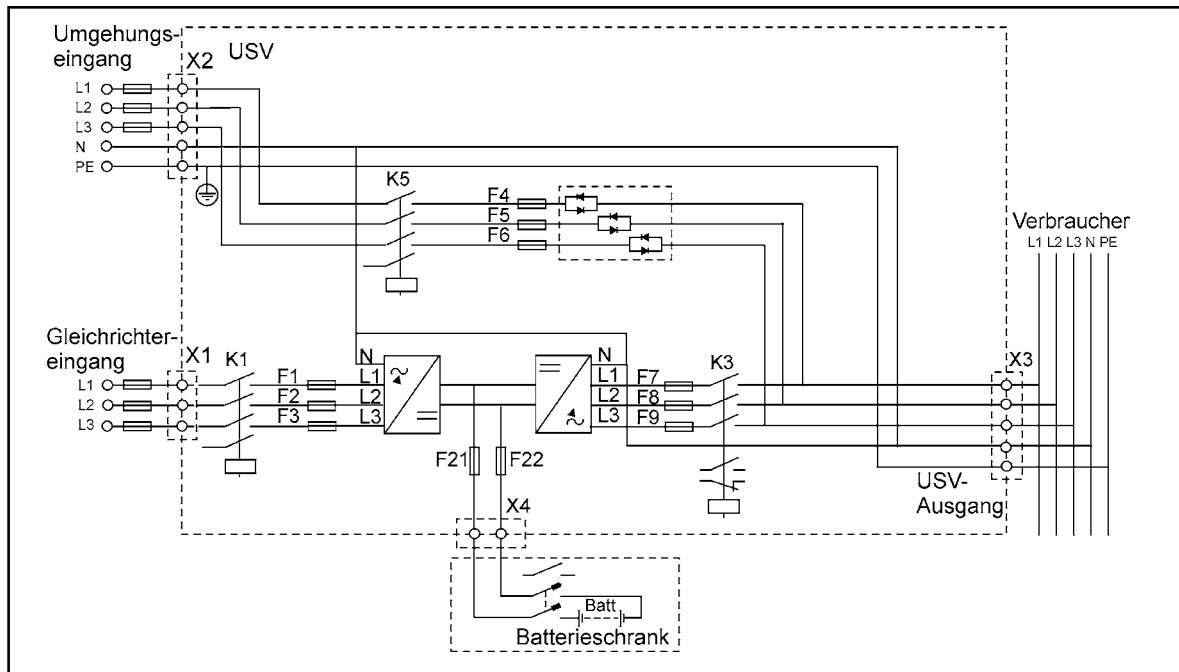 Umgehungs-
eingang
USV
X2
L1
L2
L3
N
PE
K5
F4
F5
F6
Verbraucher
L1 L2 L3 N PE
Gleichrichter-
eingang
X1
K1
L1
L2
L3
F1
F2
F3
N
L1
L2
L3
N
L1
L2
L3
F7
F8
F9
K3
X3
F21
F22
USV-
Ausgang
X4
Batt
Batterieschrank